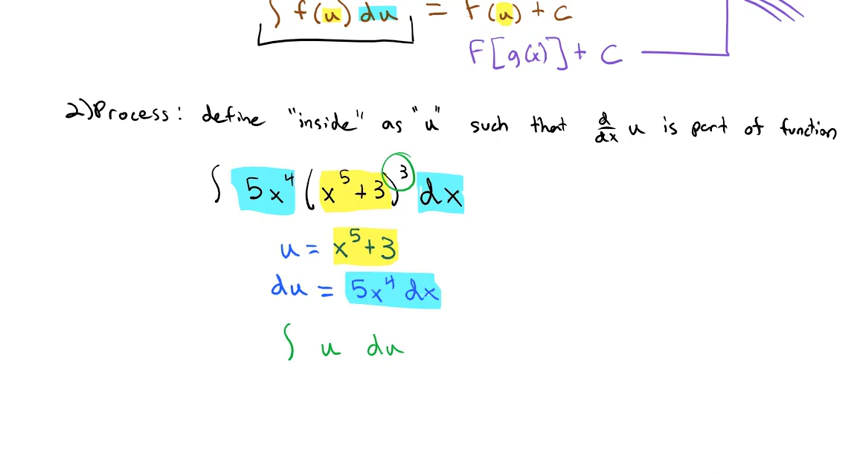 ∫ f(u) du = F(u) + C
F[g(x)] + C
2) Process: define "inside" as "u" such that d/dx u is part of function
∫ 5x⁴ (x⁵+3)³ dx
u = x⁵+3
du = 5x⁴ dx
∫ u du